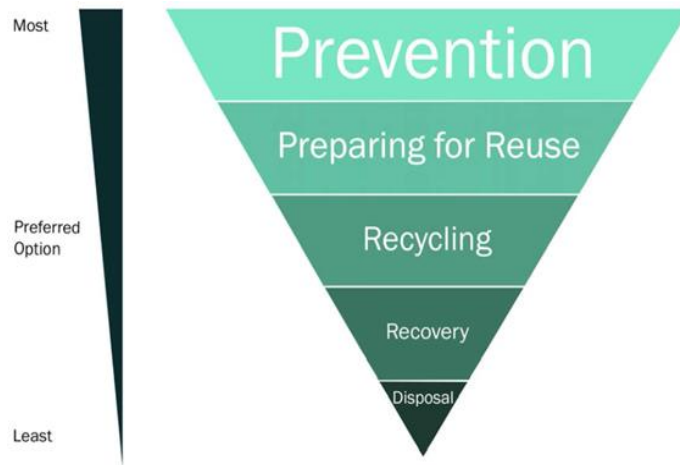 Most
Prevention
Preparing for Reuse
Recycling
Preferred
Option
Recovery
Disposal
Least